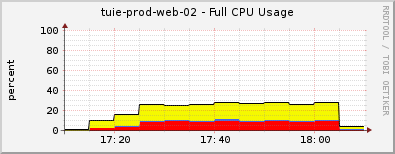 tuie-prod-web-02 - Full CPU Usage
RRDTOOL / TOBI OETIKER
percent
100
80
60
40
20
0
17:20 17:40 18:00